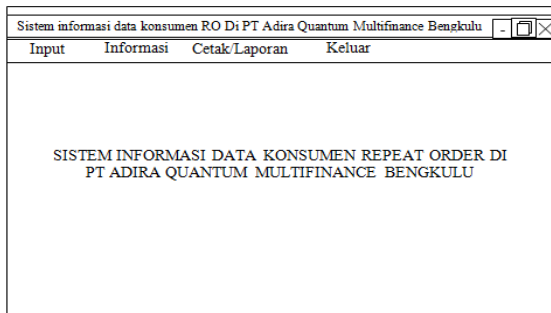 Sistem informasi data konsumen RO Di PT Adira Quantum Multifinance Bengkulu
Input Informasi Cetak/Laporan Keluar
SISTEM INFORMASI DATA KONSUMEN REPEAT ORDER DI
PT ADIRA QUANTUM MULTIFINANCE BENGKULU